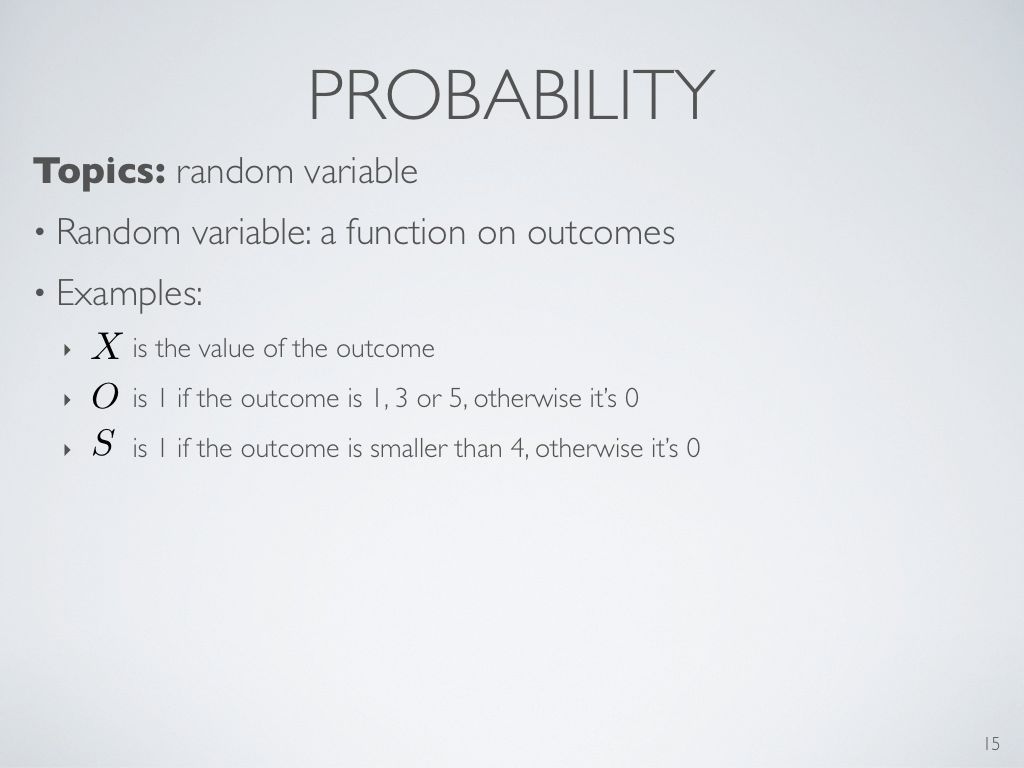 PROBABILITY
Topics: random variable
• Random variable: a function on outcomes
• Examples:
‣ X is the value of the outcome
‣ O is 1 if the outcome is 1, 3 or 5, otherwise it’s 0
‣ S is 1 if the outcome is smaller than 4, otherwise it’s 0
15